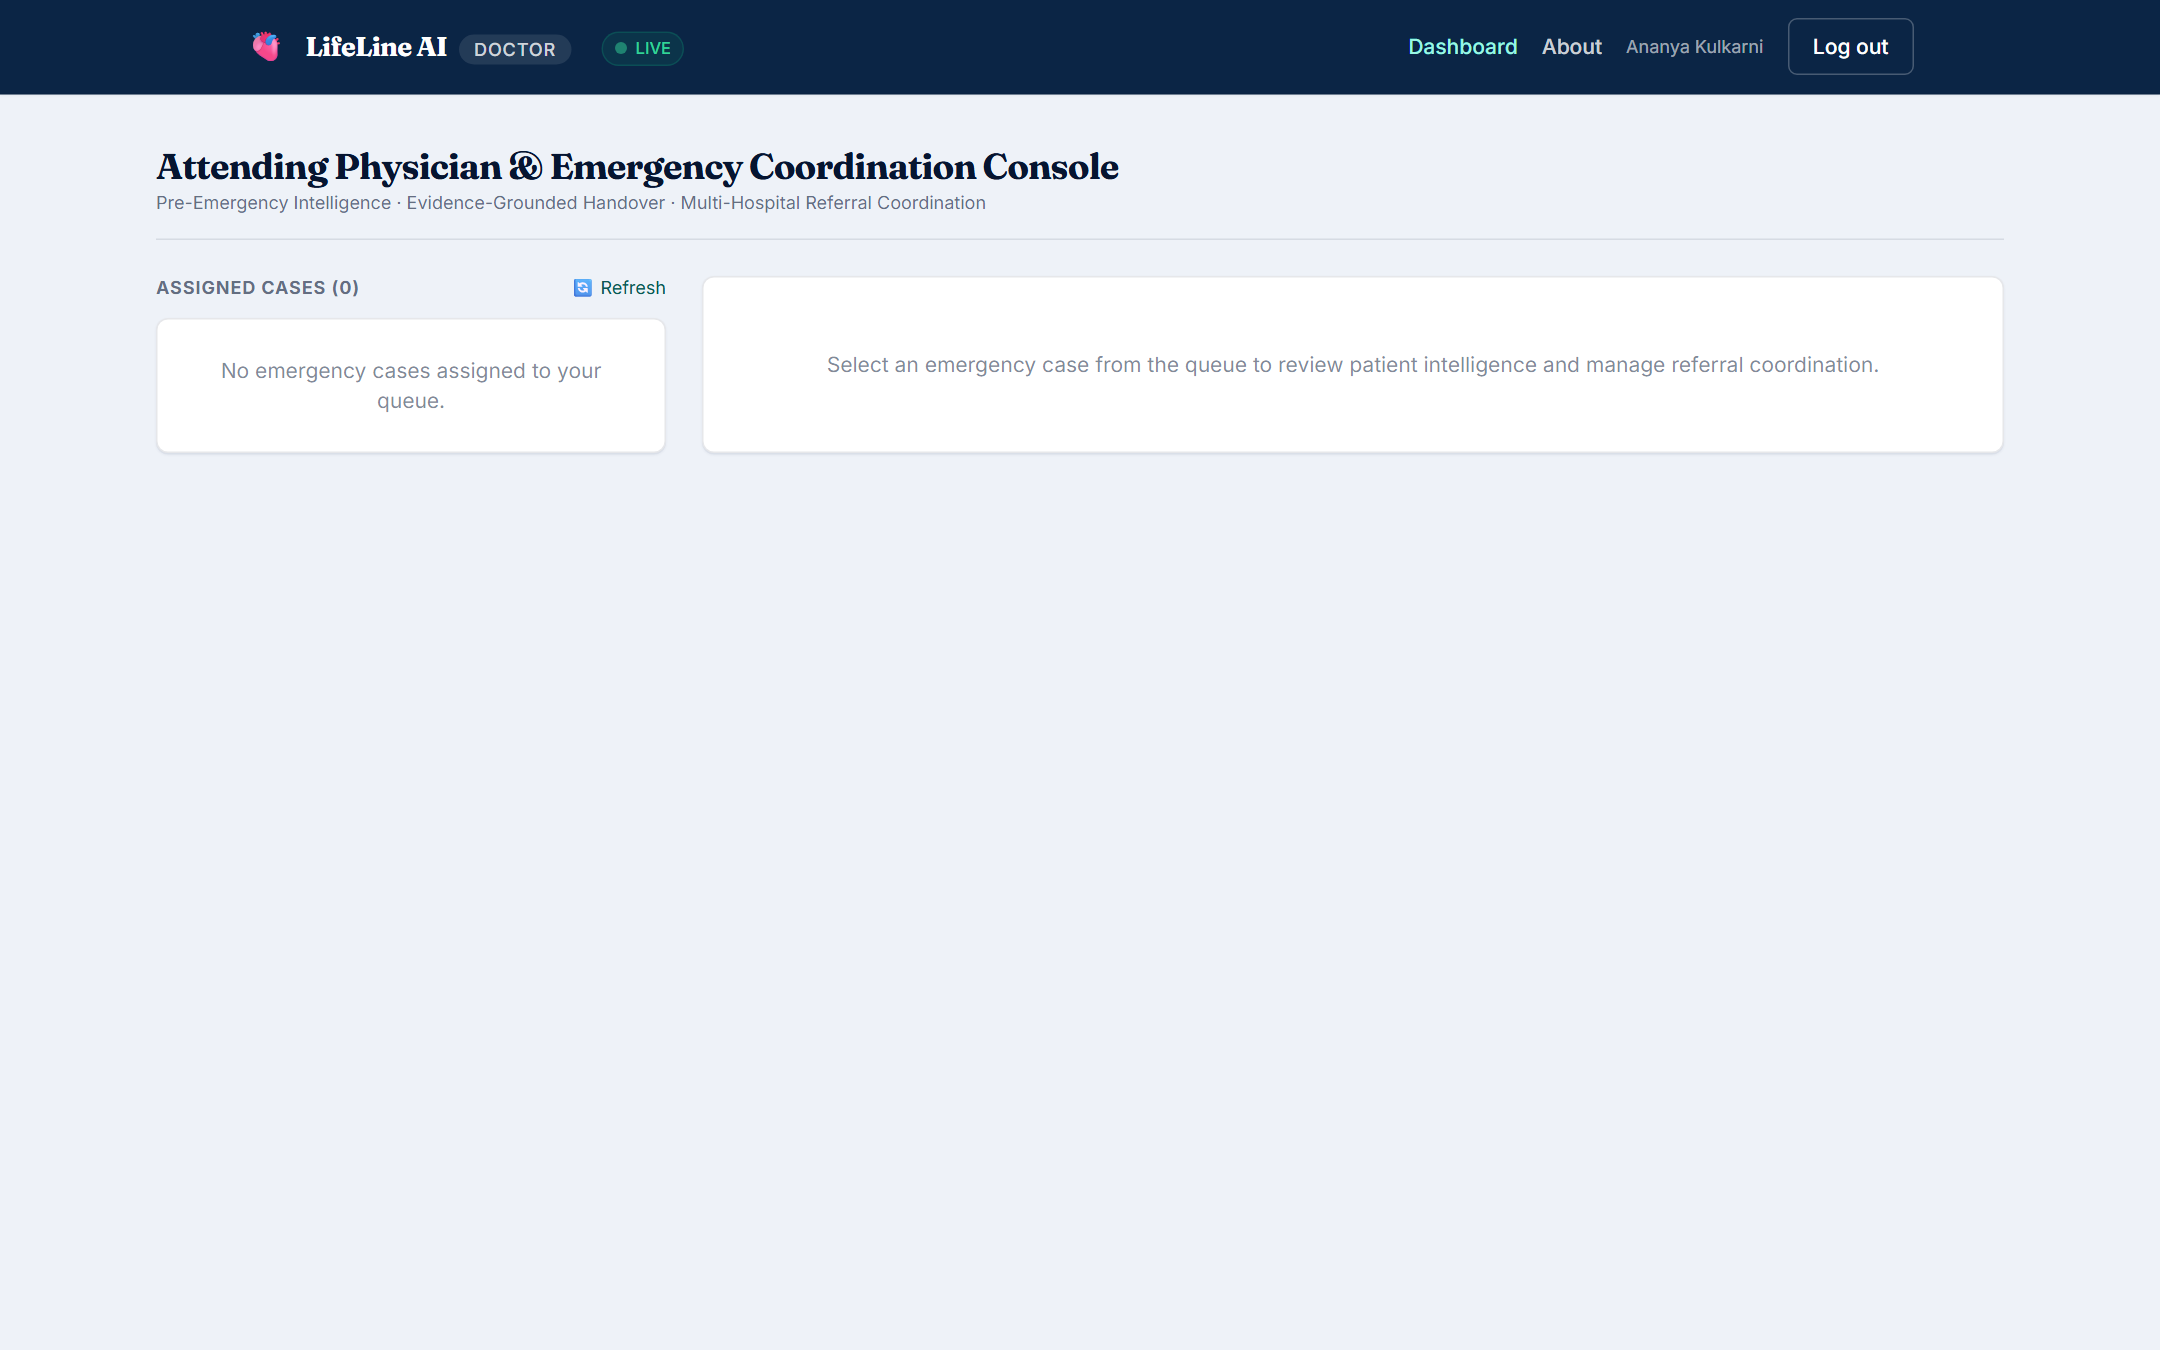 LifeLine AI DOCTOR LIVE Dashboard About Ananya Kulkarni Log out
Attending Physician & Emergency Coordination Console
Pre-Emergency Intelligence · Evidence-Grounded Handover · Multi-Hospital Referral Coordination
ASSIGNED CASES (0) Refresh
No emergency cases assigned to your
queue.
Select an emergency case from the queue to review patient intelligence and manage referral coordination.